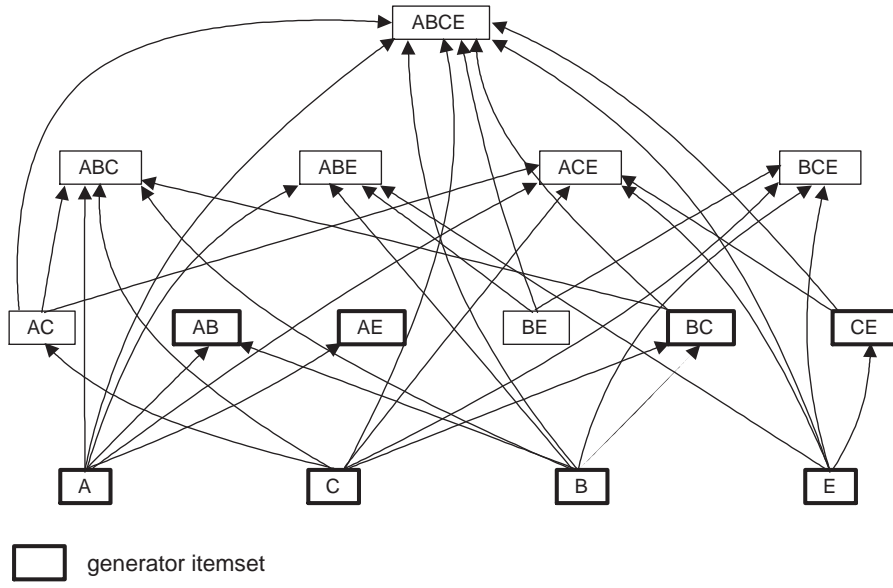 ABCE
ABC ABE ACE BCE
AC AB AE BE BC CE
A C B E
generator itemset